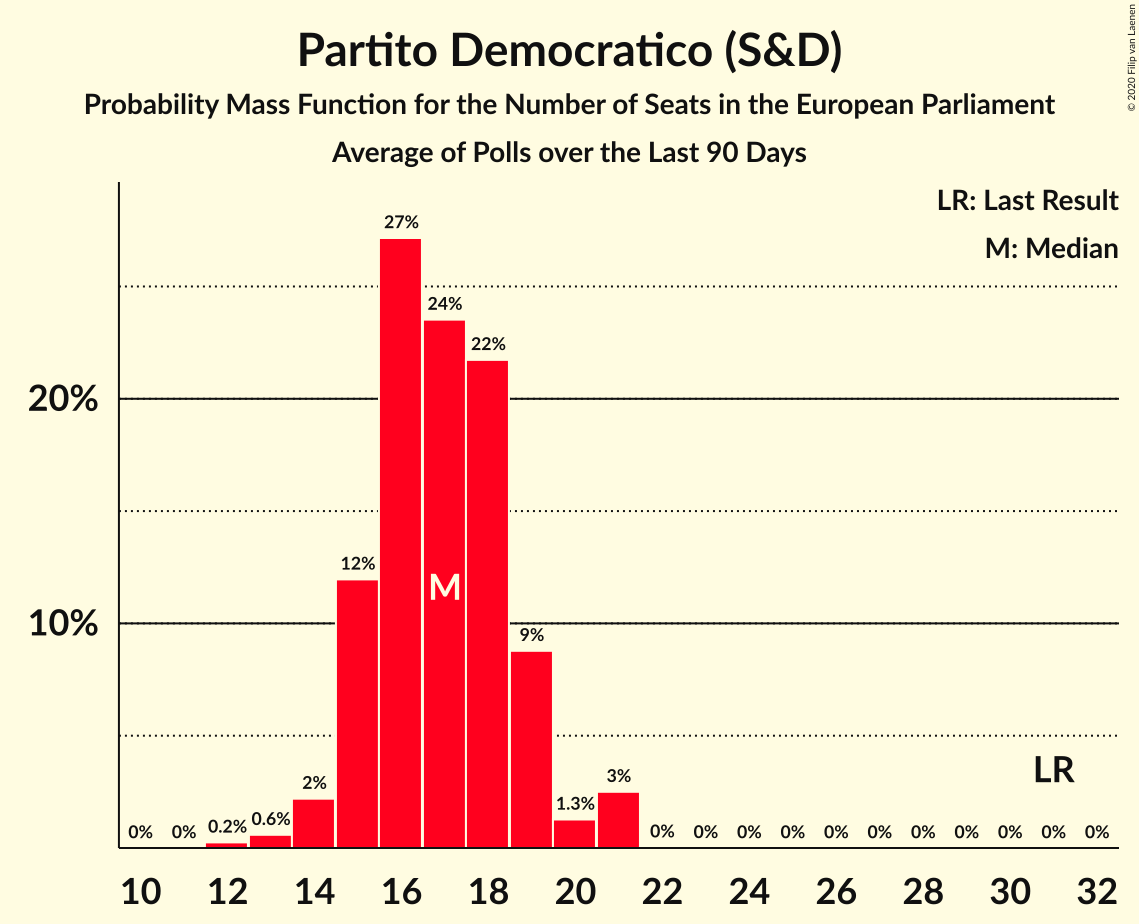 Partito Democratico (S&D)
Probability Mass Function for the Number of Seats in the European Parliament
Average of Polls over the Last 90 Days
© 2020 Filip van Laenen
LR: Last Result
M: Median
27%
24%
22%
20%
12%
M
10%
9%
LR
2%
3%
0% 0% 0.2% 0.6% 1.3% 0% 0% 0% 0% 0% 0% 0% 0% 0% 0% 0%
10 12 14 16 18 20 22 24 26 28 30 32